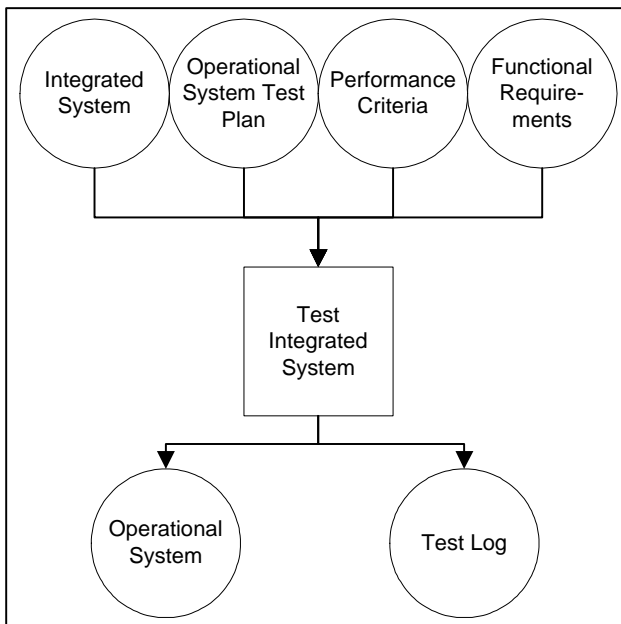 Integrated
System
Operational
System Test
Plan
Performance
Criteria
Functional
Require-
ments
Test
Integrated
System
Operational
System
Test Log